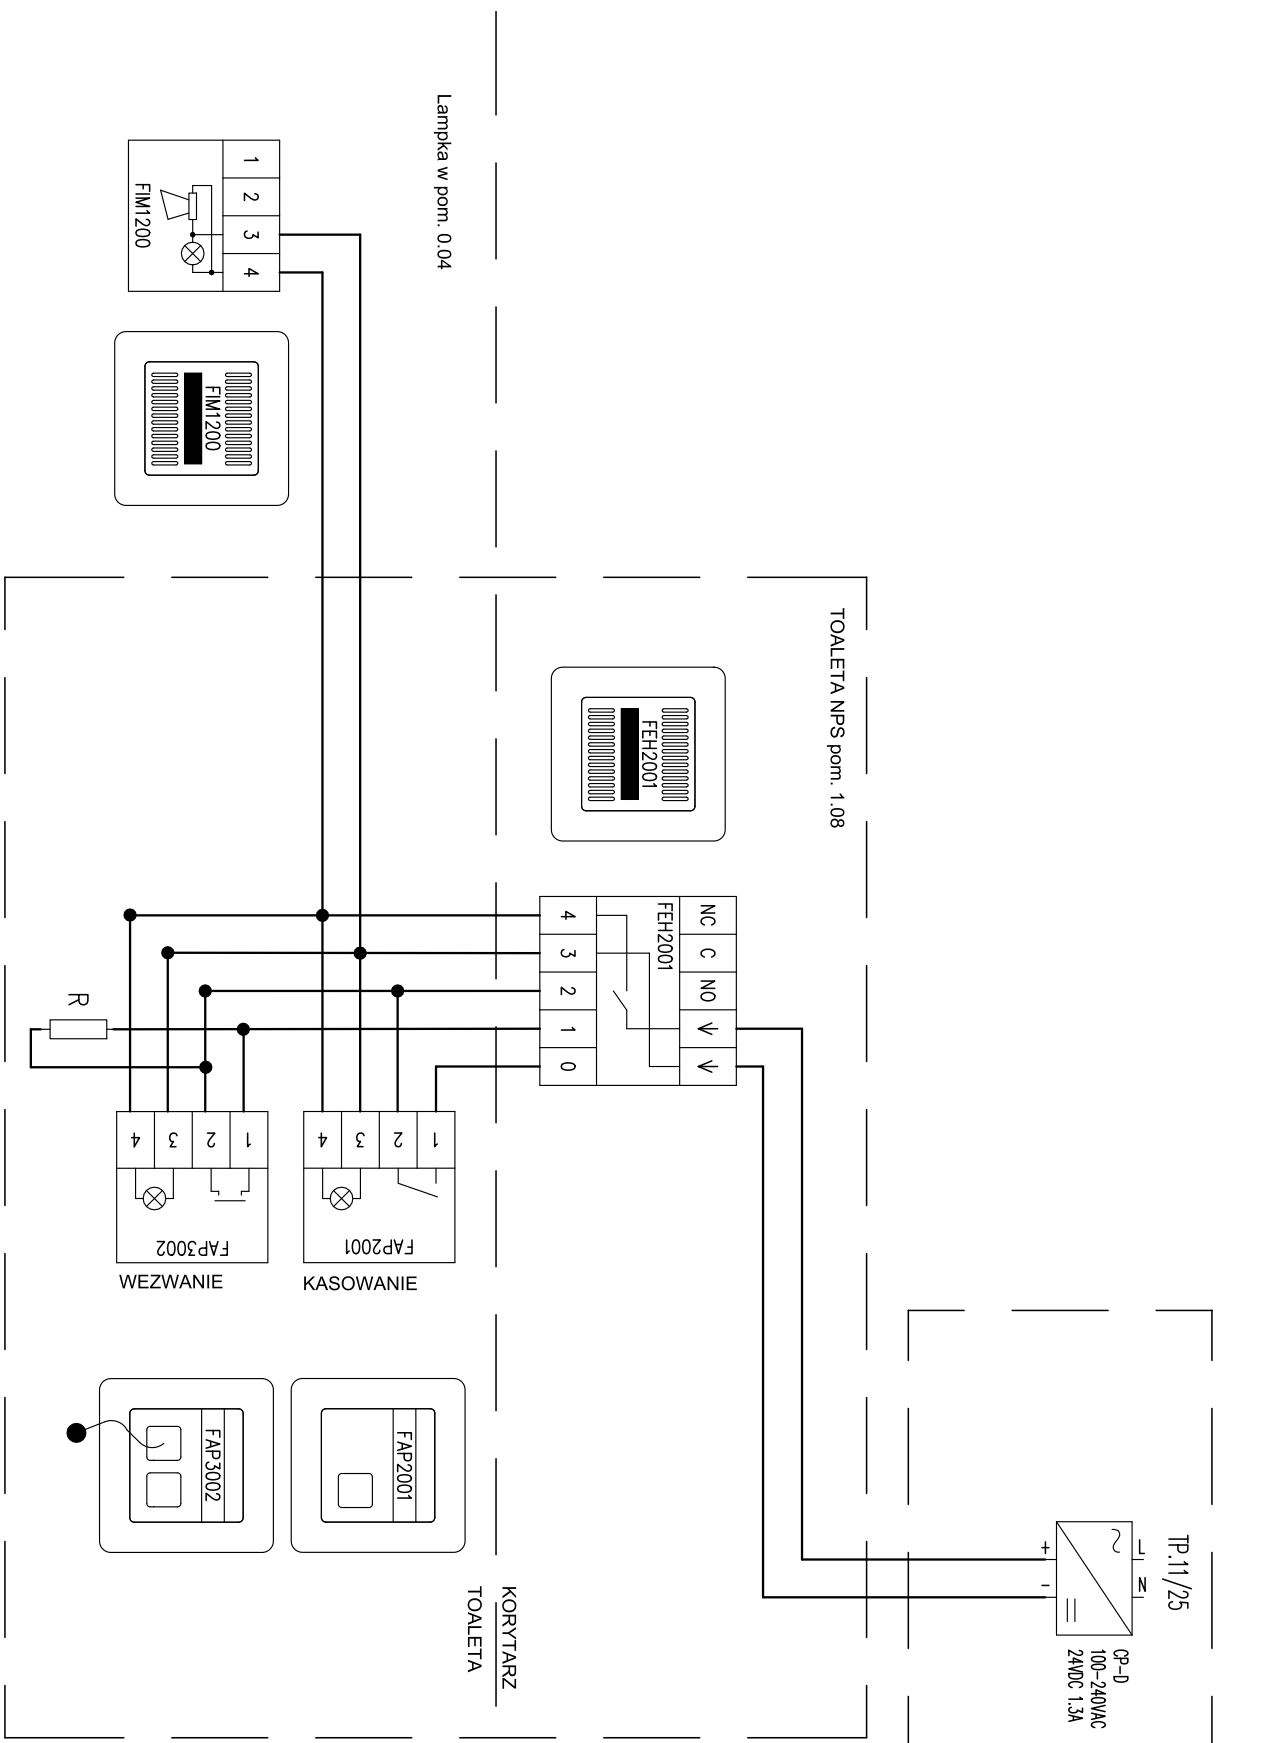 Lampka w pom. 0.04
1
2
3
4
FIM1200
FIM1200
TOALETA NPS pom. 1.08
FEH2001
NC
C
NO
FEH2001
4
3
2
1
0
R
4
3
2
1
FAP3002
WEZWANIE
4
3
2
1
FAP2001
KASOWANIE
FAP3002
FAP2001
KORYTARZ
TOALETA
TP.11/25
L
N
+
-
CP-D
100-240VAC
24VDC 1.3A